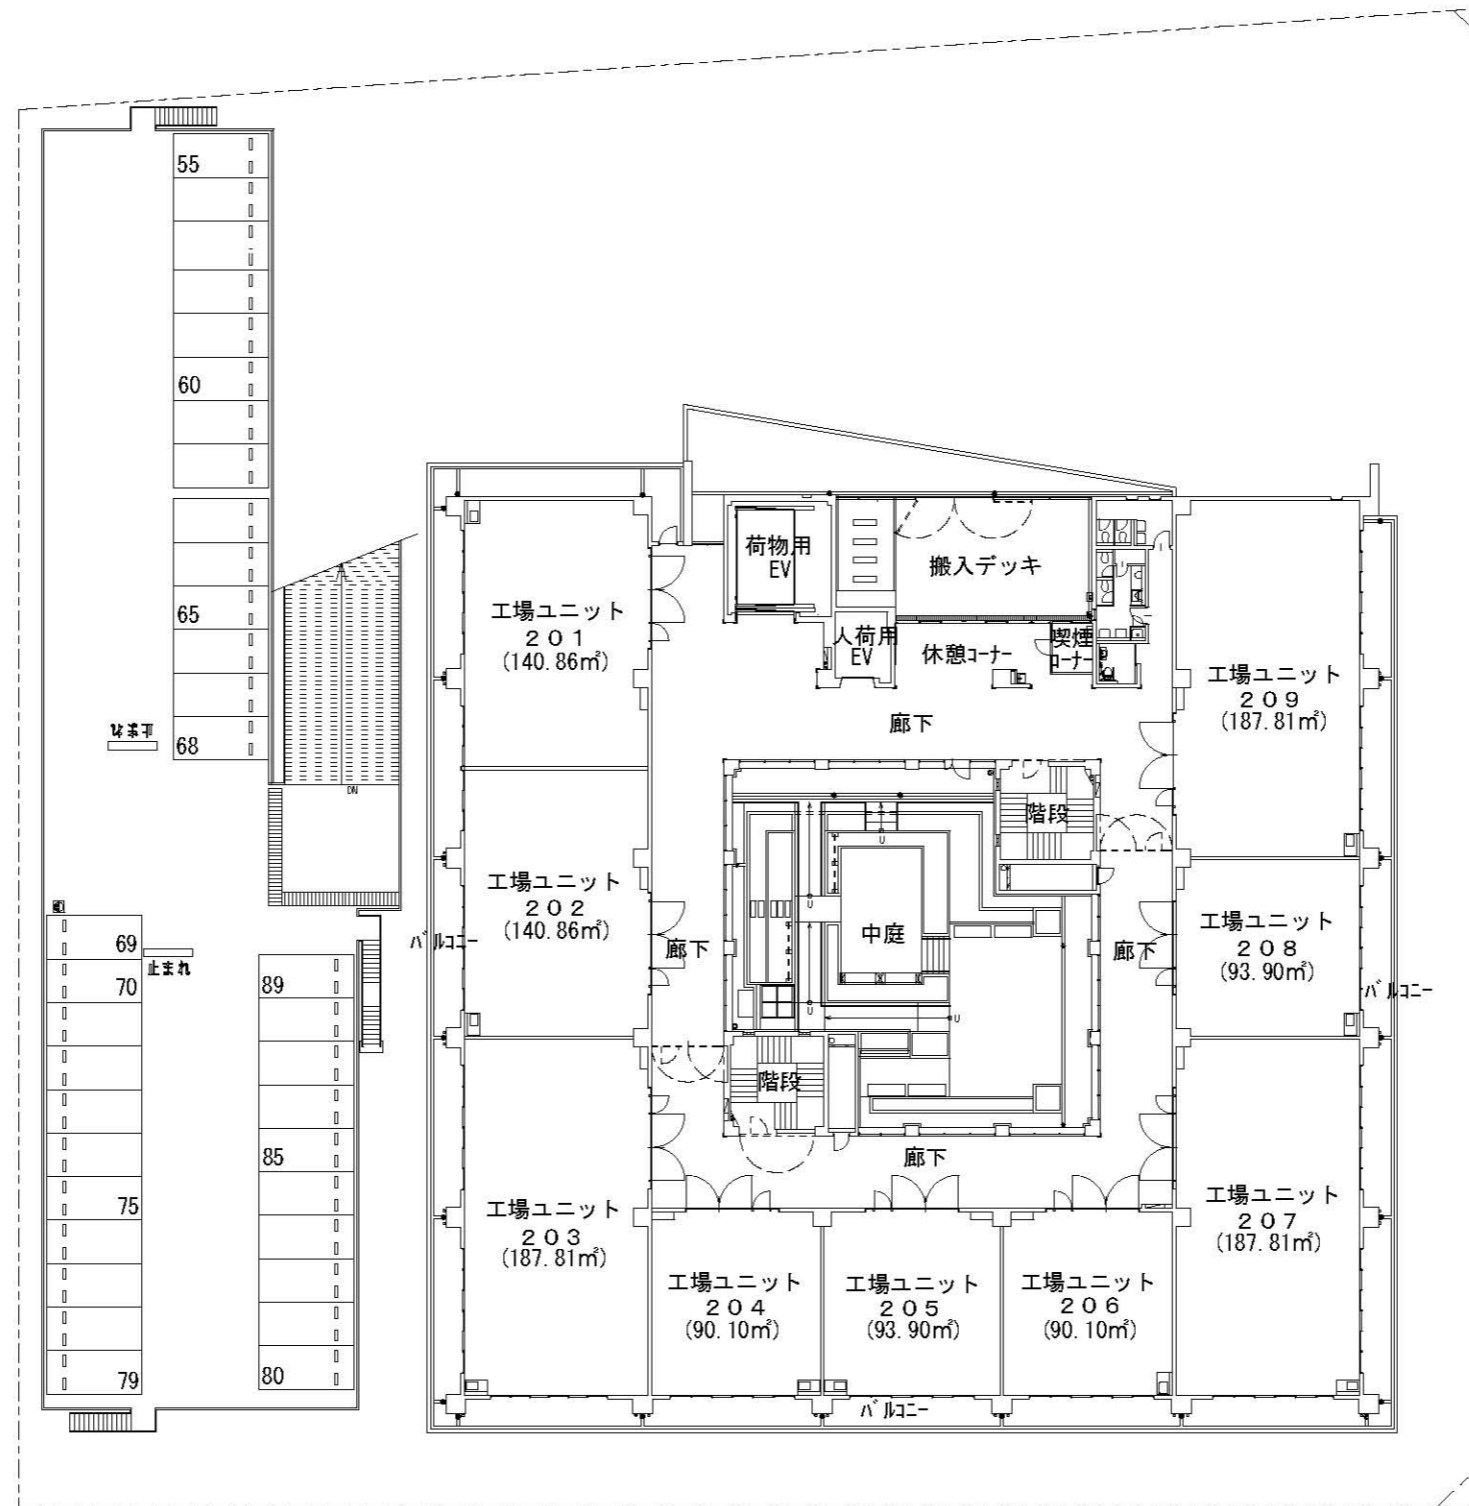 55
60
65
68
止まれ
69
70
75
79
止まれ
89
85
80
DN
工場ユニット
201
(140.86㎡)
工場ユニット
202
(140.86㎡)
工場ユニット
203
(187.81㎡)
工場ユニット
204
(90.10㎡)
工場ユニット
205
(93.90㎡)
工場ユニット
206
(90.10㎡)
工場ユニット
207
(187.81㎡)
工場ユニット
208
(93.90㎡)
工場ユニット
209
(187.81㎡)
荷物用
EV
人荷用
EV
搬入デッキ
休憩コーナー
喫煙
コーナー
廊下
階段
中庭
U
U
U
U
廊下
廊下
階段
廊下
バルコニー
バルコニー
バルコニー